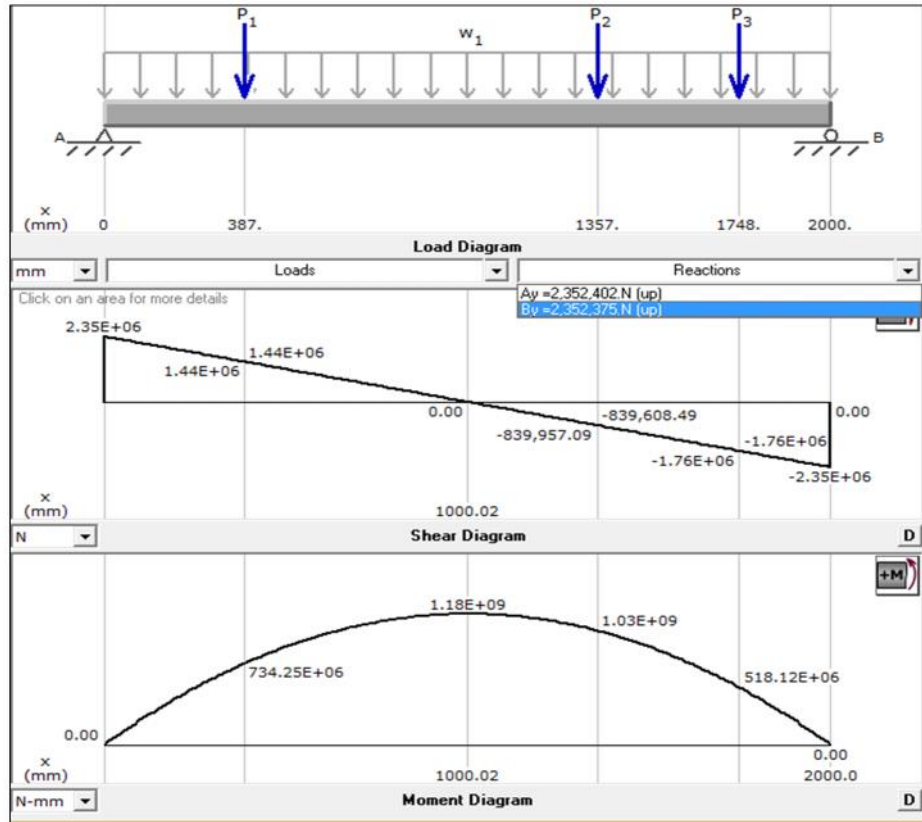 P1 P2 P3
w1
A B
x
(mm) 0 387. 1357. 1748. 2000.
Load Diagram
mm Loads Reactions
Click on an area for more details
Ay =2,352,402.N (up)
By =2,352,375.N (up)
2.35E+06
1.44E+06
1.44E+06
0.00 -839,608.49 0.00
-839,957.09 -1.76E+06
-1.76E+06
-2.35E+06
x
(mm) 1000.02
N Shear Diagram D
+M
1.18E+09
1.03E+09
734.25E+06 518.12E+06
0.00
0.00
x
(mm) 1000.02 2000.0
N-mm Moment Diagram D